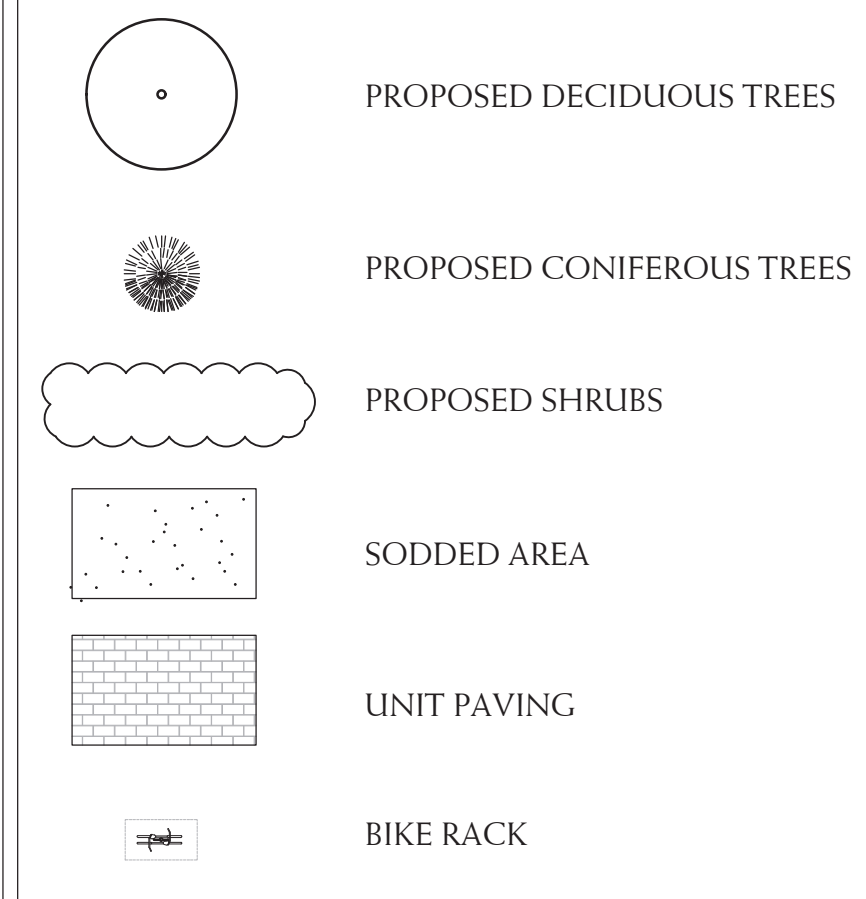 PROPOSED DECIDUOUS TREES
PROPOSED CONIFEROUS TREES
PROPOSED SHRUBS
SODDED AREA
UNIT PAVING
BIKE RACK